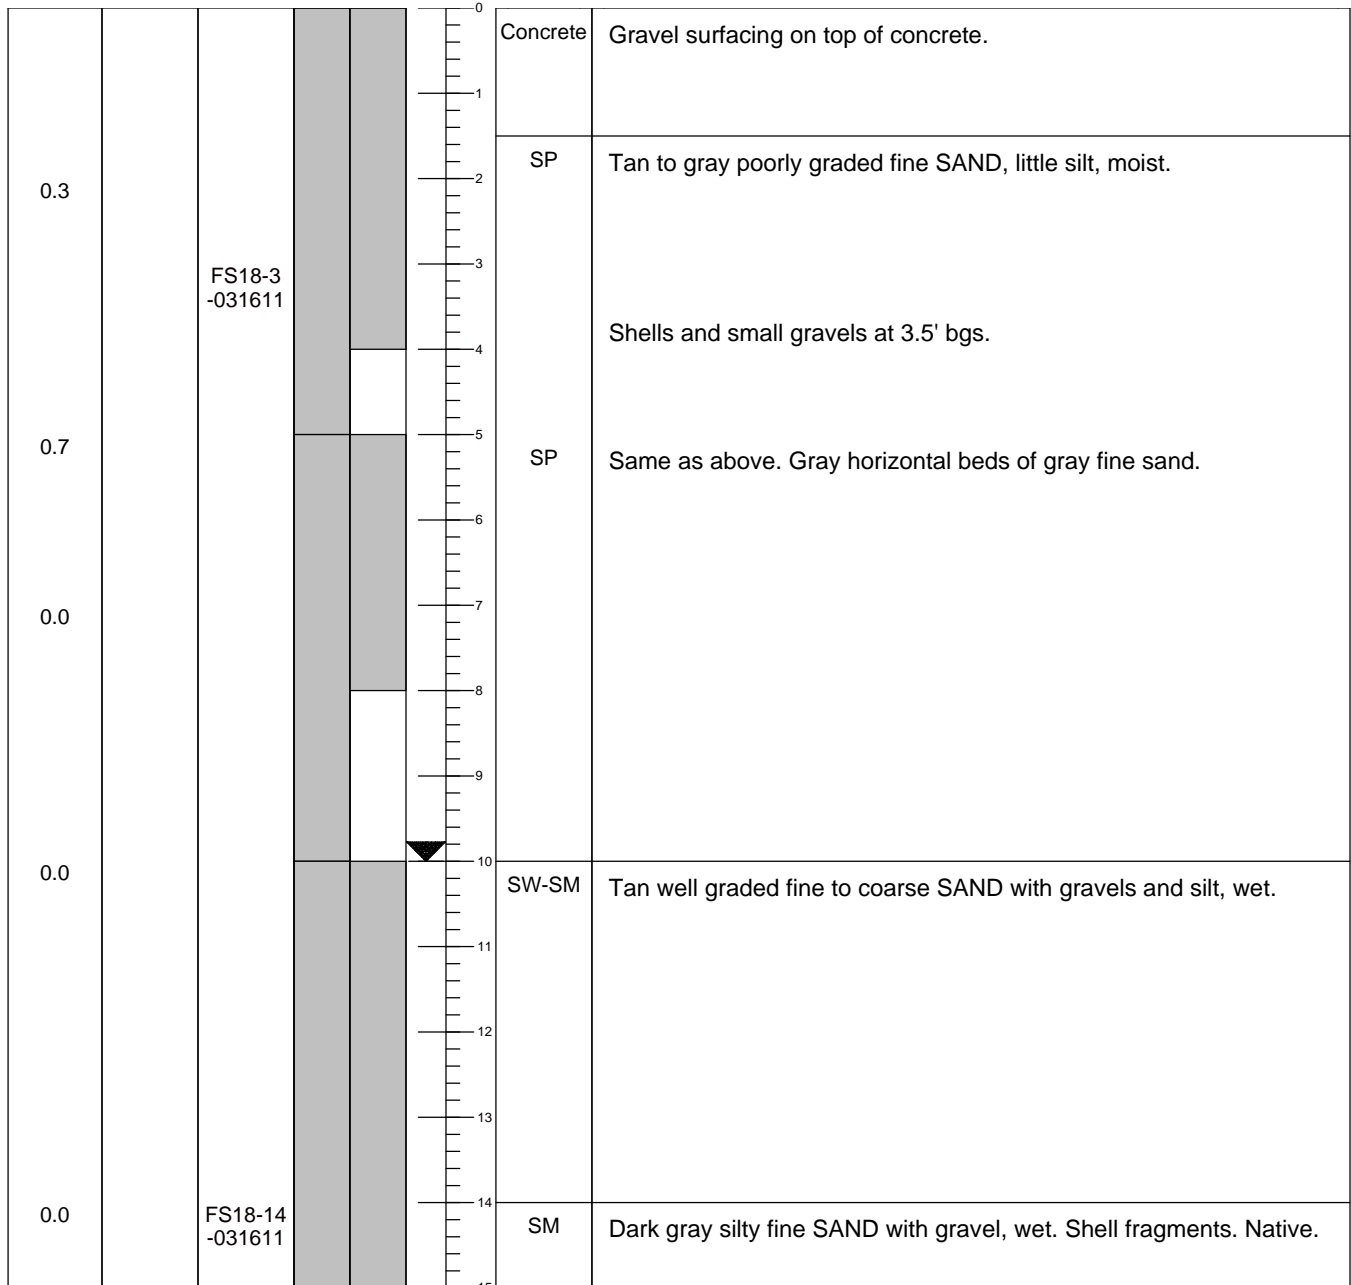 0
Concrete Gravel surfacing on top of concrete.
1
SP Tan to gray poorly graded fine SAND, little silt, moist.
0.3
2
3
FS18-3
-031611
Shells and small gravels at 3.5' bgs.
4
5
0.7
SP Same as above. Gray horizontal beds of gray fine sand.
6
7
0.0
8
9
10
0.0
SW-SM Tan well graded fine to coarse SAND with gravels and silt, wet.
11
12
13
14
0.0
FS18-14
-031611
SM Dark gray silty fine SAND with gravel, wet. Shell fragments. Native.